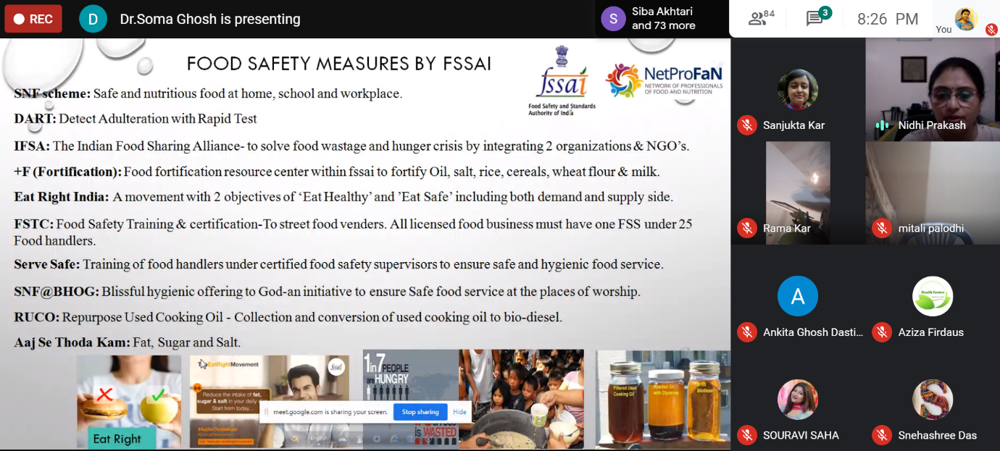 REC
D
Dr.Soma Ghosh is presenting
S
Siba Akhtari
and 73 more
84
3
8:26 PM
You
FOOD SAFETY MEASURES BY FSSAI
fssai
Food Safety and Standards
Authority of India
NetProFaN
NETWORK OF PROFESSIONALS
OF FOOD AND NUTRITION
SNF scheme: Safe and nutritious food at home, school and workplace.
DART: Detect Adulteration with Rapid Test
IFSA: The Indian Food Sharing Alliance- to solve food wastage and hunger crisis by integrating 2 organizations & NGO's.
+F (Fortification): Food fortification resource center within fssai to fortify Oil, salt, rice, cereals, wheat flour & milk.
Eat Right India: A movement with 2 objectives of ‘Eat Healthy’ and ’Eat Safe’ including both demand and supply side.
FSTC: Food Safety Training & certification-To street food venders. All licensed food business must have one FSS under 25
Food handlers.
Serve Safe: Training of food handlers under certified food safety supervisors to ensure safe and hygienic food service.
SNF@BHOG: Blissful hygienic offering to God-an initiative to ensure Safe food service at the places of worship.
RUCO: Repurpose Used Cooking Oil - Collection and conversion of used cooking oil to bio-diesel.
Aaj Se Thoda Kam: Fat, Sugar and Salt.
Eat Right
EatRightMovement
fssai
Reduce the intake of fat,
sugar & salt in your daily
Start from today...
#AajSeThodaKam
1 in 7 PEOPLE
are HUNGRY
is WASTED
Filtered Used
Cooking Oil
Reacted Oil
with Glycerine
B100
Biodiesel
meet.google.com is sharing your screen.
Stop sharing
Hide
English
Sanjukta Kar
Nidhi Prakash
Rama Kar
mitali palodhi
A
Ankita Ghosh Dasti...
Health Factors
Aziza Firdaus
SOURAVI SAHA
Snehashree Das